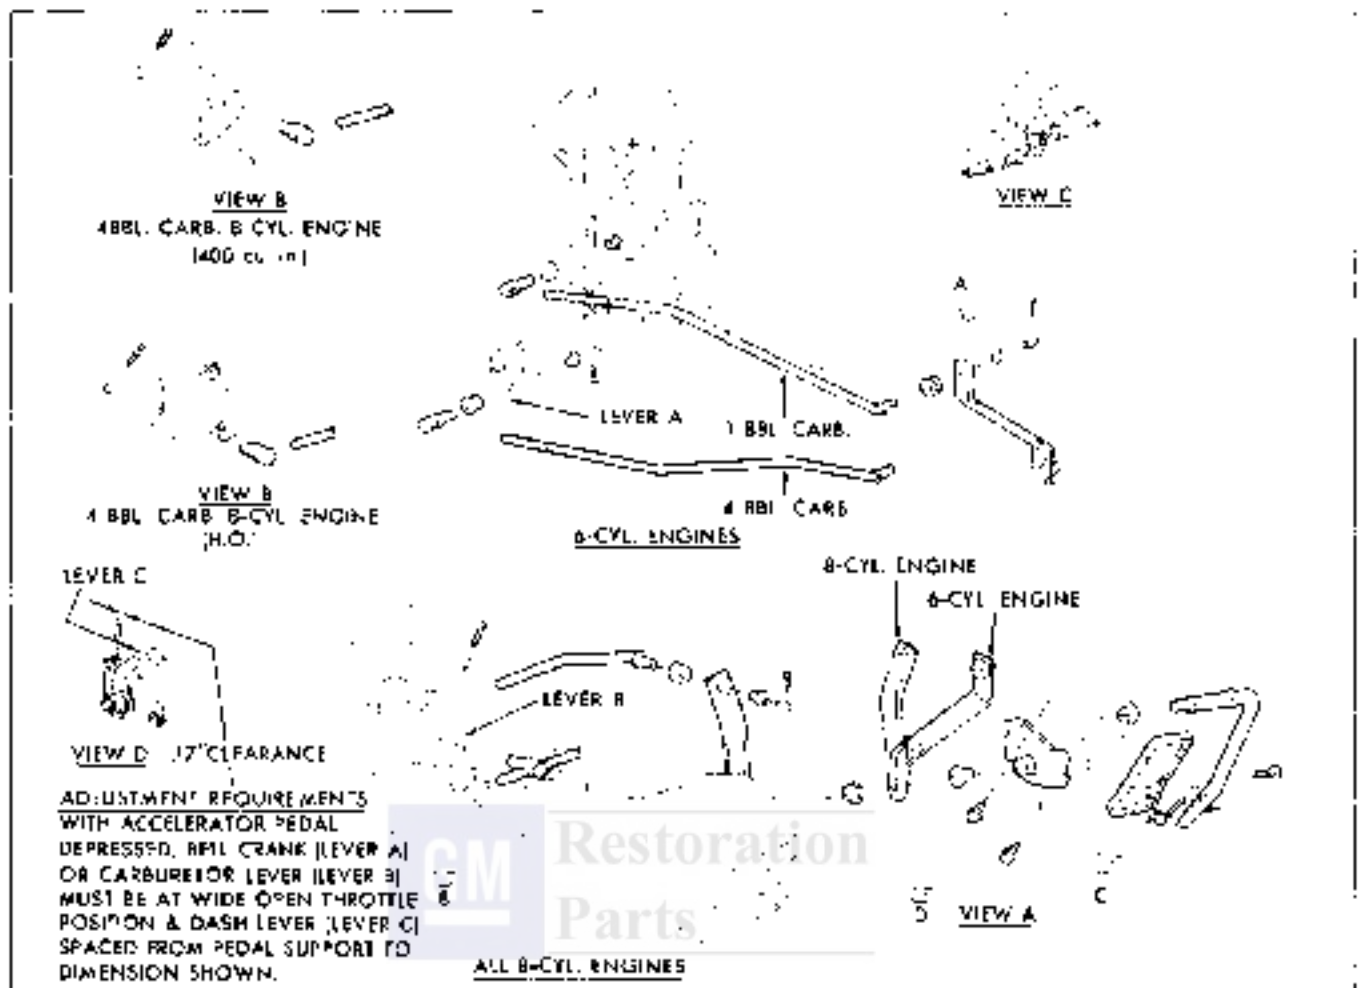 VIEW B
4BBL. CARB. 8 CYL. ENGINE
(400 cu. in)
VIEW C
A
LEVER A
1 BBL CARB.
VIEW B
4 BBL CARB 8-CYL ENGINE
(H.O.)
4 BBL CARB
6-CYL. ENGINES
LEVER C
8-CYL. ENGINE
6-CYL ENGINE
LEVER B
VIEW D
CLEARANCE
ADJUSTMENT REQUIREMENTS
WITH ACCELERATOR PEDAL
DEPRESSED, BELL CRANK (LEVER A)
OR CARBURETOR LEVER (LEVER B)
MUST BE AT WIDE OPEN THROTTLE
POSITION & DASH LEVER (LEVER C)
SPACED FROM PEDAL SUPPORT TO
DIMENSION SHOWN.
B
GM
Restoration
Parts
ALL 8-CYL. ENGINES
D
VIEW A
C